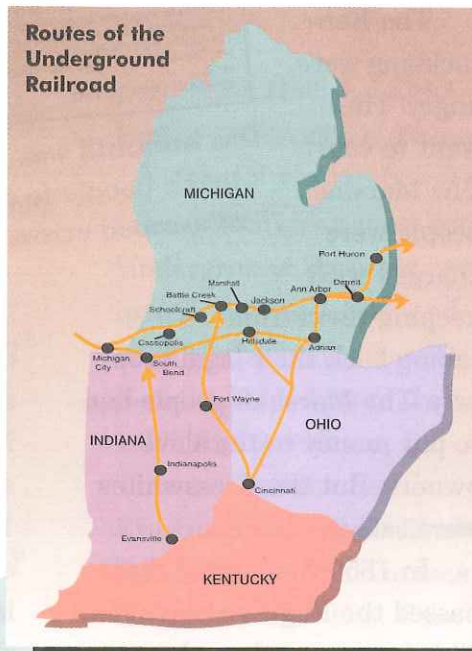 Routes of the
Underground
Railroad
MICHIGAN
Port Huron
Marshall
Battle Creek
Ann Arbor
Detroit
Schoolcraft
Jackson
Cassopolis
Hillsdale
Adrian
Michigan
City
South
Bend
Fort Wayne
OHIO
INDIANA
Indianapolis
Cincinnati
Evansville
KENTUCKY